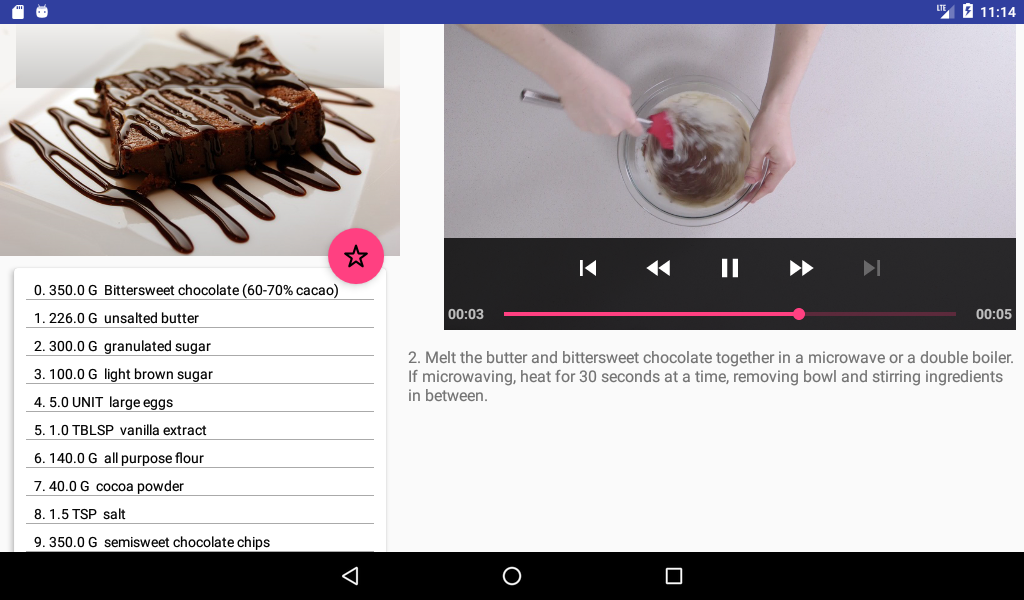 LTE 11:14
0. 350.0 G Bittersweet chocolate (60-70% cacao)
1. 226.0 G unsalted butter
2. 300.0 G granulated sugar
3. 100.0 G light brown sugar
4. 5.0 UNIT large eggs
5. 1.0 TBLSP vanilla extract
6. 140.0 G all purpose flour
7. 40.0 G cocoa powder
8. 1.5 TSP salt
9. 350.0 G semisweet chocolate chips
00:03 00:05
2. Melt the butter and bittersweet chocolate together in a microwave or a double boiler.
If microwaving, heat for 30 seconds at a time, removing bowl and stirring ingredients
in between.